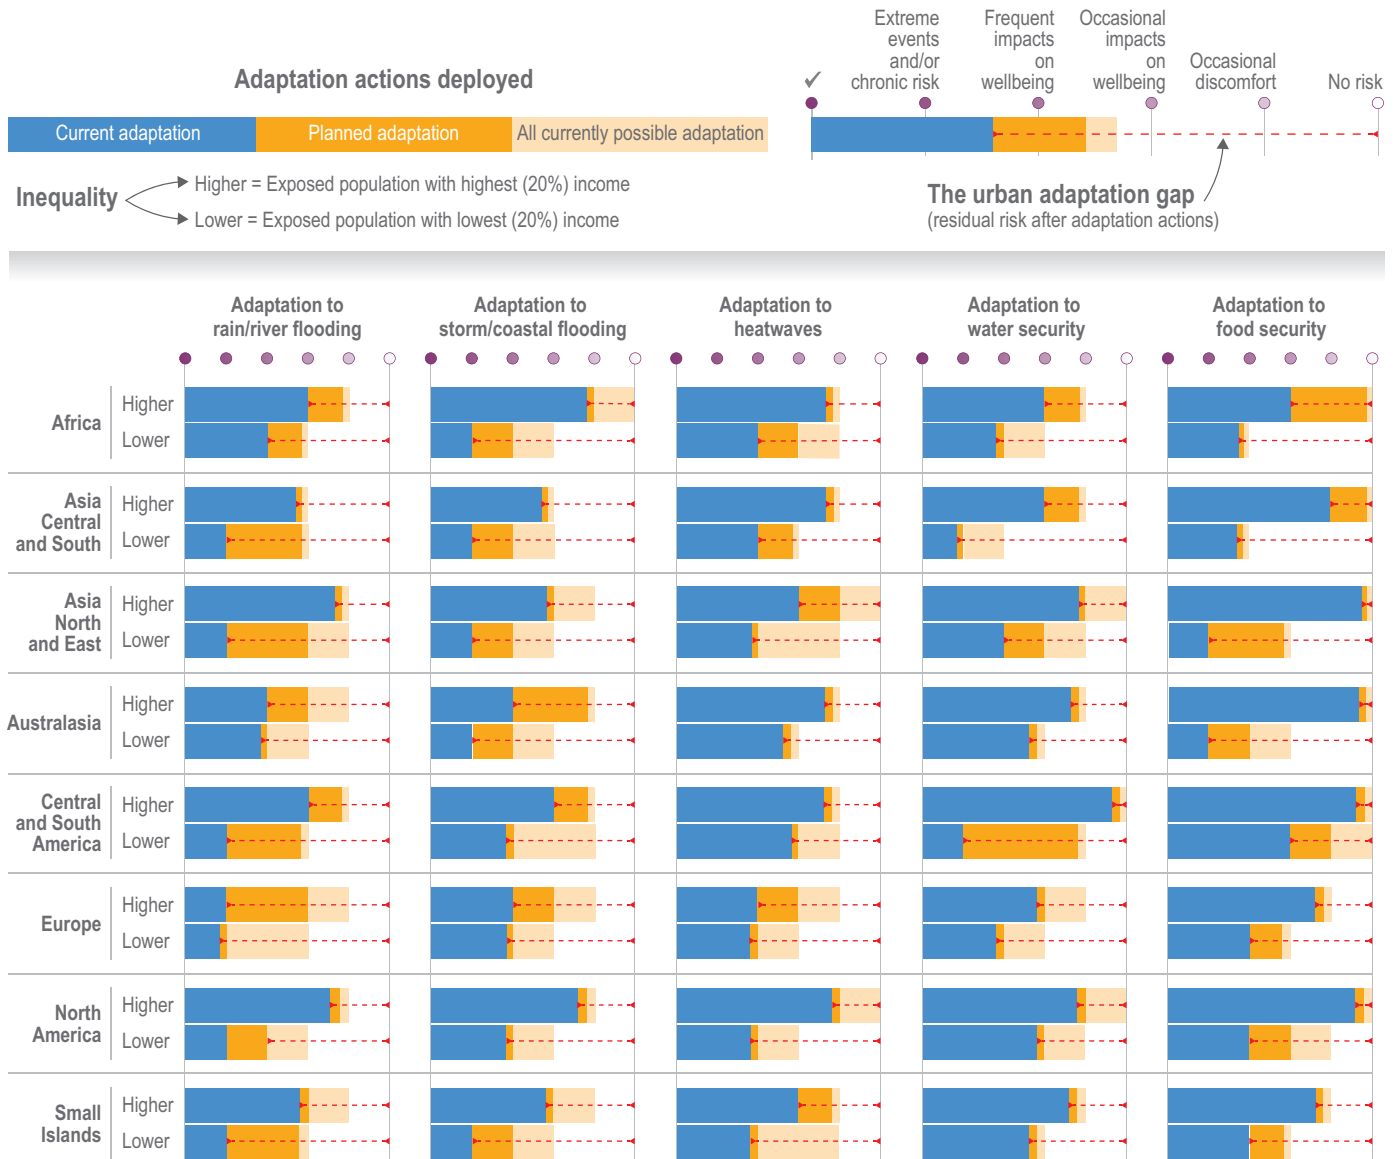 Adaptation actions deployed
Current adaptation
Planned adaptation
All currently possible adaptation
Inequality
Higher = Exposed population with highest (20%) income
Lower = Exposed population with lowest (20%) income
✓
Extreme
events
and/or
chronic risk
Frequent
impacts
on
wellbeing
Occasional
impacts
on
wellbeing
Occasional
discomfort
No risk
The urban adaptation gap
(residual risk after adaptation actions)
Adaptation to
rain/river flooding
Adaptation to
storm/coastal flooding
Adaptation to
heatwaves
Adaptation to
water security
Adaptation to
food security
Africa
Higher
Lower
Asia
Central
and South
Higher
Lower
Asia
North
and East
Higher
Lower
Australasia
Higher
Lower
Central
and South
America
Higher
Lower
Europe
Higher
Lower
North
America
Higher
Lower
Small
Islands
Higher
Lower